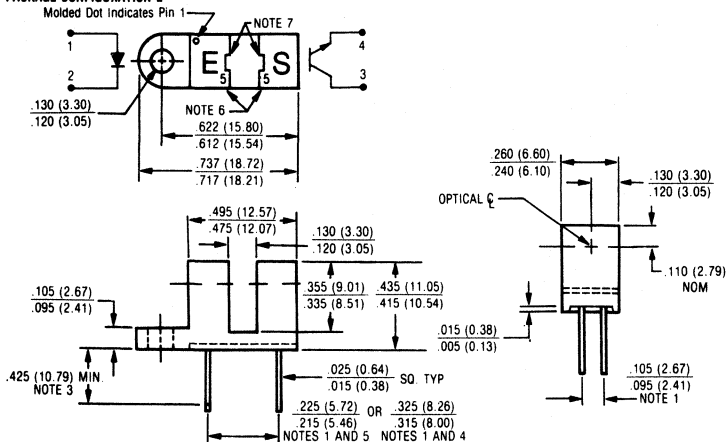 Molded Dot Indicates Pin 1
NOTE 7
1
2
4
3
E
S
5
5
NOTE 6
.130 (3.30)
.120 (3.05)
.622 (15.80)
.612 (15.54)
.737 (18.72)
.717 (18.21)
.260 (6.60)
.240 (6.10)
.130 (3.30)
.120 (3.05)
OPTICAL ℄
.110 (2.79)
NOM
.495 (12.57)
.475 (12.07)
.130 (3.30)
.120 (3.05)
.355 (9.01)
.335 (8.51)
.435 (11.05)
.415 (10.54)
.105 (2.67)
.095 (2.41)
.015 (0.38)
.005 (0.13)
.425 (10.79) MIN.
NOTE 3
.025 (0.64)
.015 (0.38)
SQ. TYP
.105 (2.67)
.095 (2.41)
NOTE 1
.225 (5.72) OR .325 (8.26)
.215 (5.46) .315 (8.00)
NOTES 1 AND 5 NOTES 1 AND 4